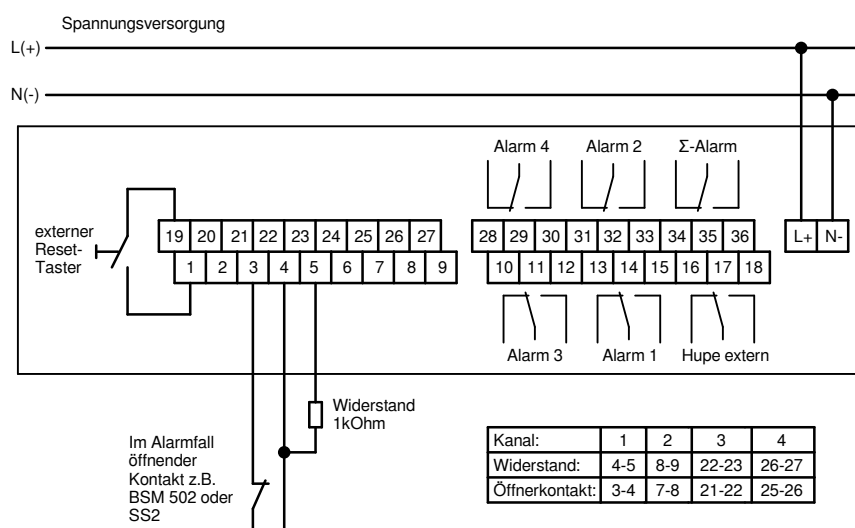 Spannungsversorgung
L(+)
N(-)
Alarm 4 Alarm 2 Σ-Alarm
externer
Reset-
Taster
19 20 21 22 23 24 25 26 27 28 29 30 31 32 33 34 35 36 L+ N-
1 2 3 4 5 6 7 8 9 10 11 12 13 14 15 16 17 18
Alarm 3 Alarm 1 Hupe extern
Widerstand
1kOhm
Im Alarmfall
öffnender
Kontakt z.B.
BSM 502 oder
SS2
Kanal: 1 2 3 4
Widerstand: 4-5 8-9 22-23 26-27
Öffnerkontakt: 3-4 7-8 21-22 25-26